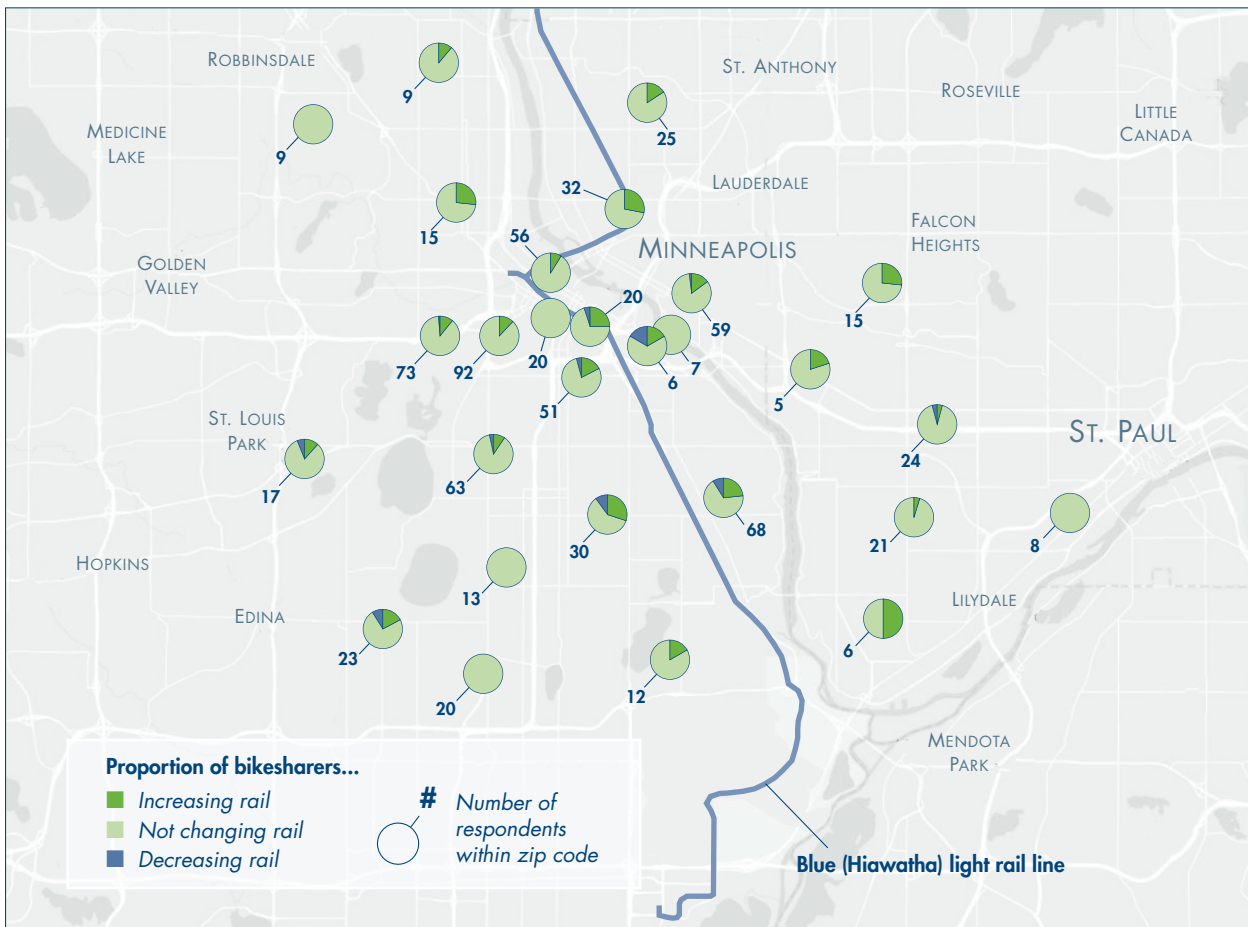 ROBBINSDALE
ST. ANTHONY
ROSEVILLE
9
25
LITTLE
CANADA
MEDICINE
LAKE
9
32
LAUDERDALE
15
FALCON
HEIGHTS
56
MINNEAPOLIS
GOLDEN
VALLEY
20
59
15
73
92
20
7
6
51
5
ST. LOUIS
PARK
ST. PAUL
24
17
63
68
30
21
8
HOPKINS
13
LILYDALE
EDINA
23
6
12
20
MENDOTA
PARK
Proportion of bikesharers...
Increasing rail
Not changing rail
Decreasing rail
# Number of
respondents
within zip code
Blue (Hiawatha) light rail line